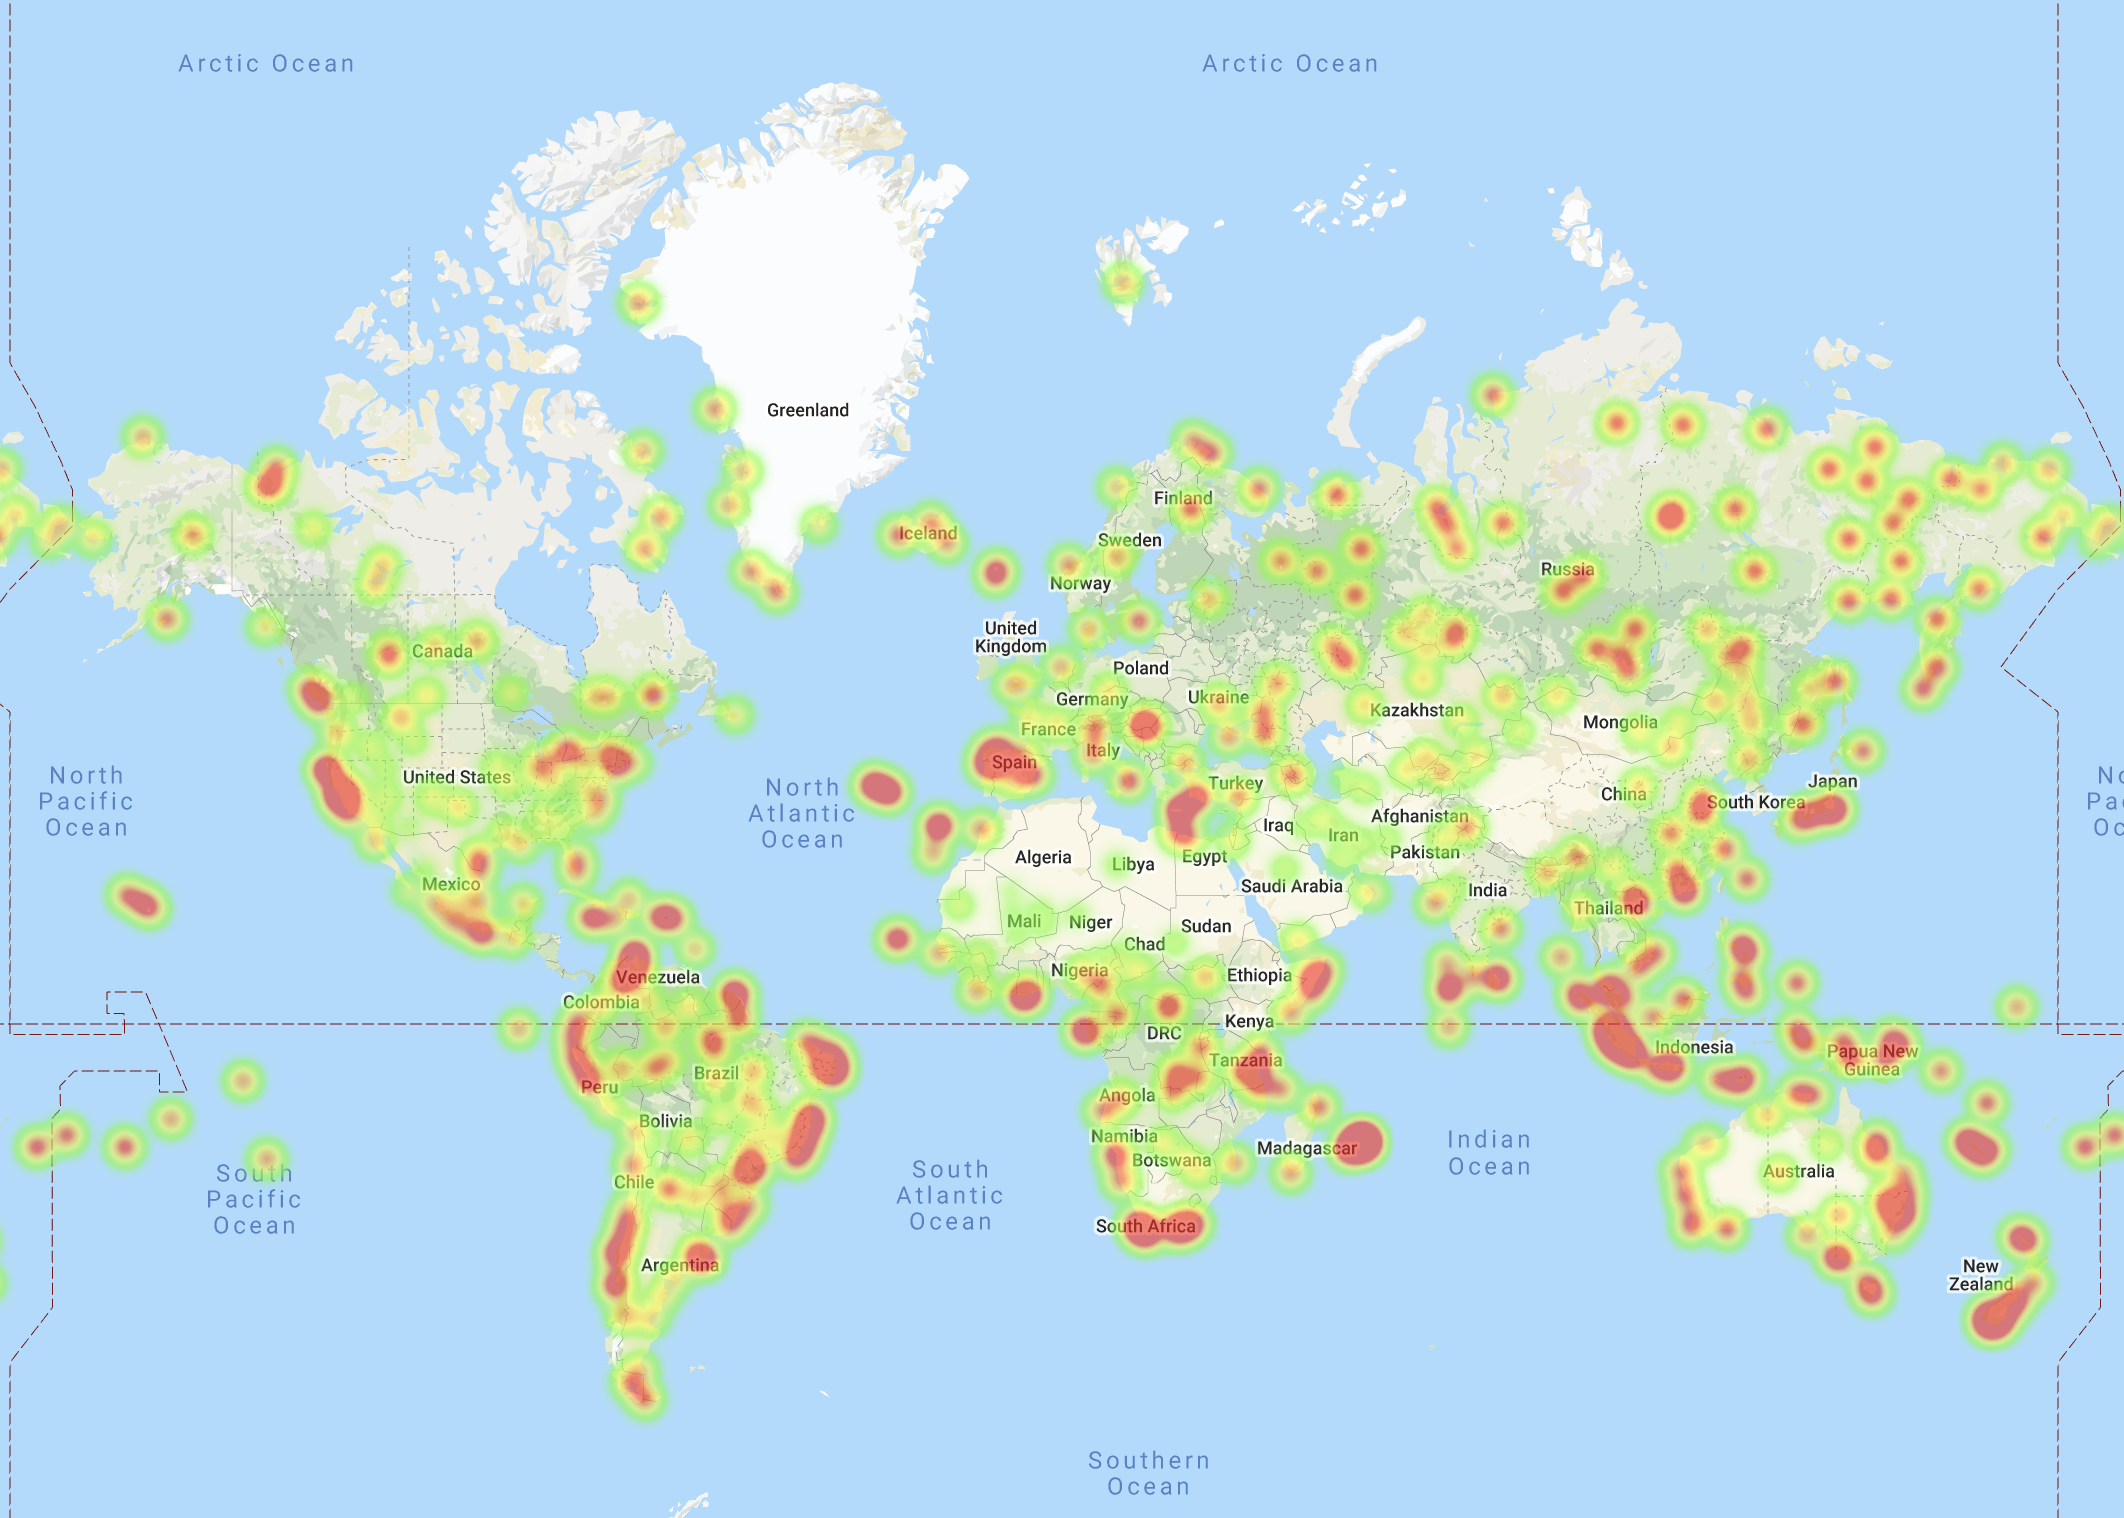 Arctic Ocean
Arctic Ocean
Greenland
Iceland
Finland
Sweden
Norway
Russia
United
Kingdom
Canada
Poland
Germany
Ukraine
Kazakhstan
Mongolia
France
Italy
Spain
United States
Turkey
Japan
South Korea
China
Afghanistan
Iraq
Iran
Pakistan
North
Pacific
Ocean
North
Atlantic
Ocean
No
Pa
Oc
Algeria
Libya
Egypt
Saudi Arabia
India
Mexico
Thailand
Mali
Niger
Sudan
Chad
Nigeria
Ethiopia
Venezuela
Colombia
Kenya
DRC
Indonesia
Papua New
Guinea
Tanzania
Peru
Brazil
Angola
Bolivia
Namibia
Botswana
Madagascar
Indian
Ocean
Australia
Chile
South
Pacific
Ocean
South
Atlantic
Ocean
South Africa
Argentina
New
Zealand
Southern
Ocean